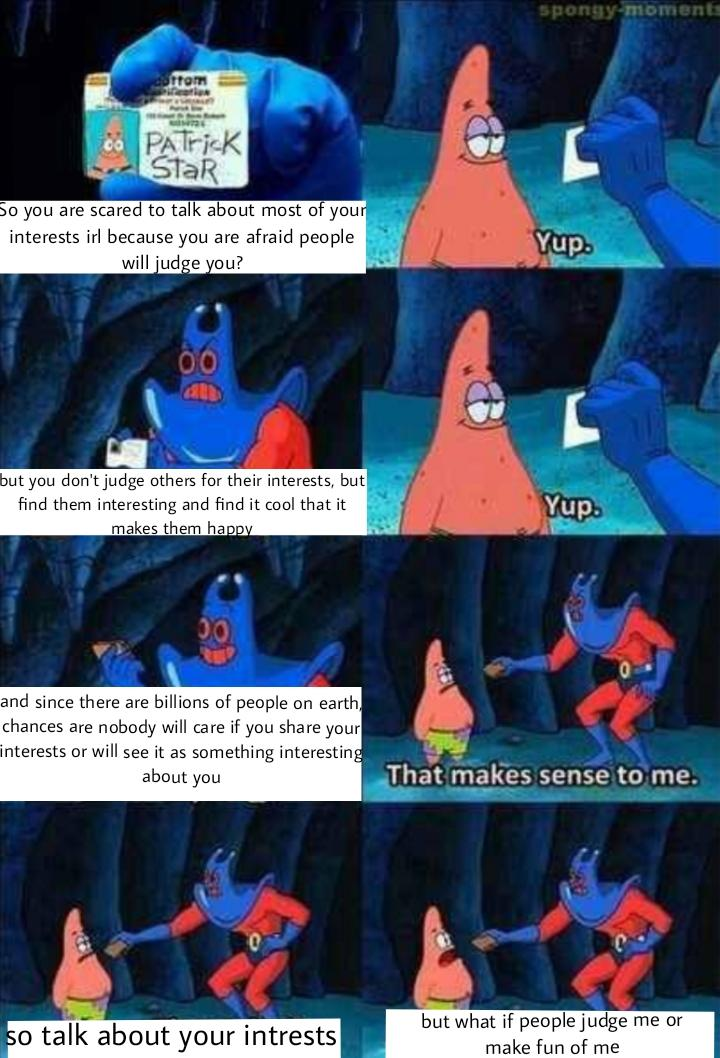 spongy-moments
PATRICK
STAR
So you are scared to talk about most of your
interests irl because you are afraid people
will judge you?
Yup.
but you don't judge others for their interests, but
find them interesting and find it cool that it
makes them happy
Yup.
and since there are billions of people on earth,
chances are nobody will care if you share your
interests or will see it as something interesting
about you
That makes sense to me.
so talk about your intrests
but what if people judge me or
make fun of me